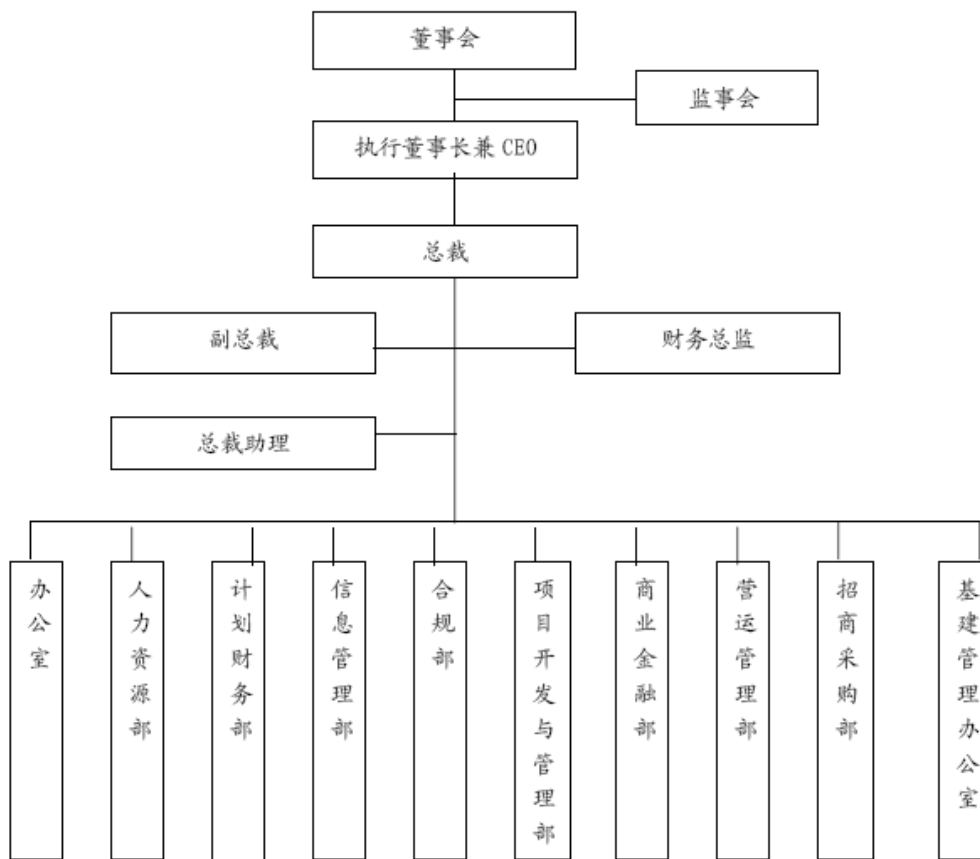 董事会
监事会
执行董事长兼 CEO
总裁
副总裁
财务总监
总裁助理
办公室
人力资源部
计划财务部
信息管理部
合规部
项目开发与管理部
商业金融部
营运管理部
招商采购部
基建管理办公室